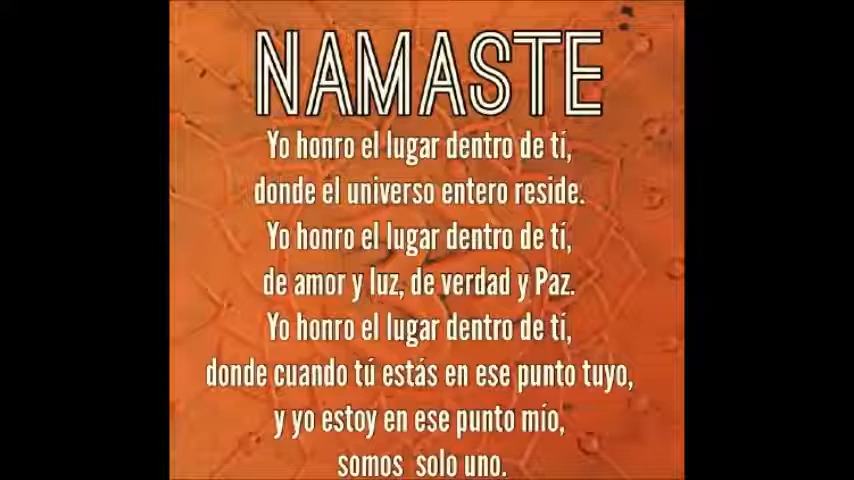 NAMASTE
Yo honro el lugar dentro de tí,
donde el universo entero reside.
Yo honro el lugar dentro de tí,
de amor y luz, de verdad y Paz.
Yo honro el lugar dentro de tí,
donde cuando tú estás en ese punto tuyo,
y yo estoy en ese punto mío,
somos solo uno.